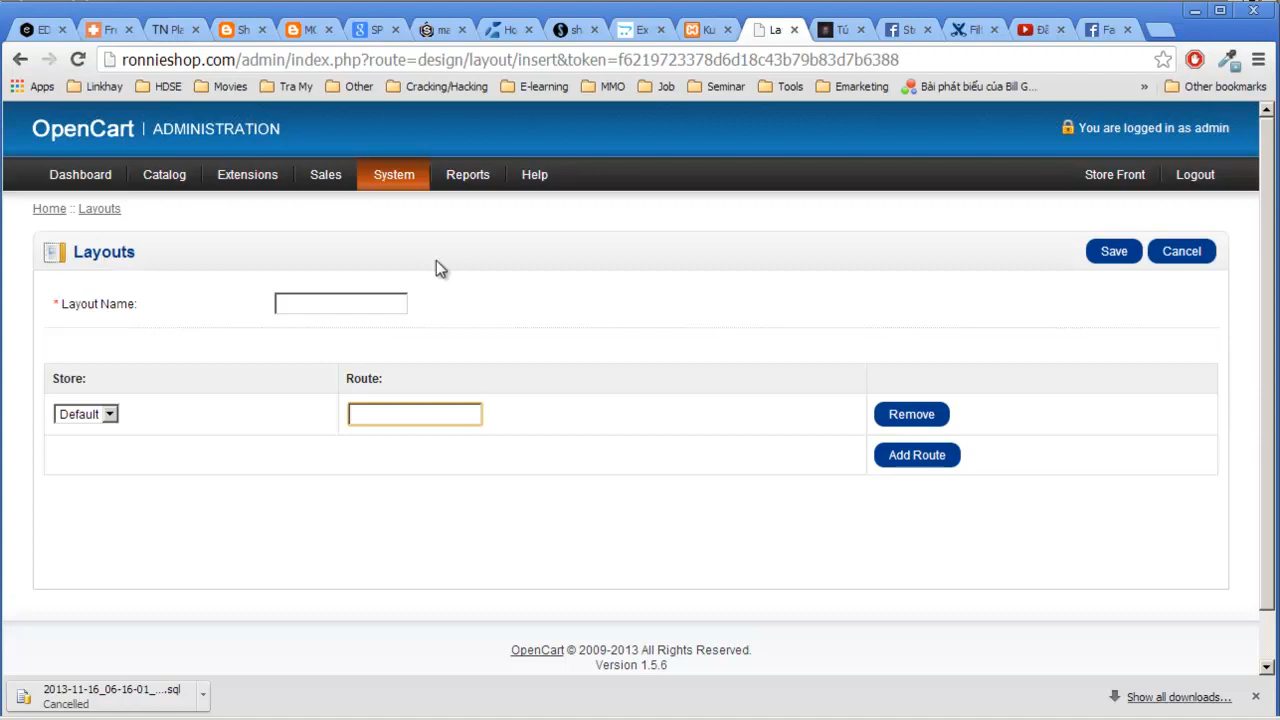 ED
Fr
TN Pla
Sh
M
SP
ma
Ho
sh
Ex
Ku
La
Tú
Str
Filt
Đă
Fa
ronnieshop.com/admin/index.php?route=design/layout/insert&token=f6219723378d6d18c43b79b83d7b6388
Apps Linkhay HDSE Movies Tra My Other Cracking/Hacking E-learning MMO Job Seminar Tools Emarketing Bài phát biểu của Bill G... » Other bookmarks
OpenCart | ADMINISTRATION
You are logged in as admin
Dashboard Catalog Extensions Sales System Reports Help Store Front Logout
Home :: Layouts
Layouts
Save Cancel
* Layout Name:
Store: Route:
Default Remove
Add Route
OpenCart © 2009-2013 All Rights Reserved.
Version 1.5.6
2013-11-16_06-16-01_....sql
Cancelled
Show all downloads...